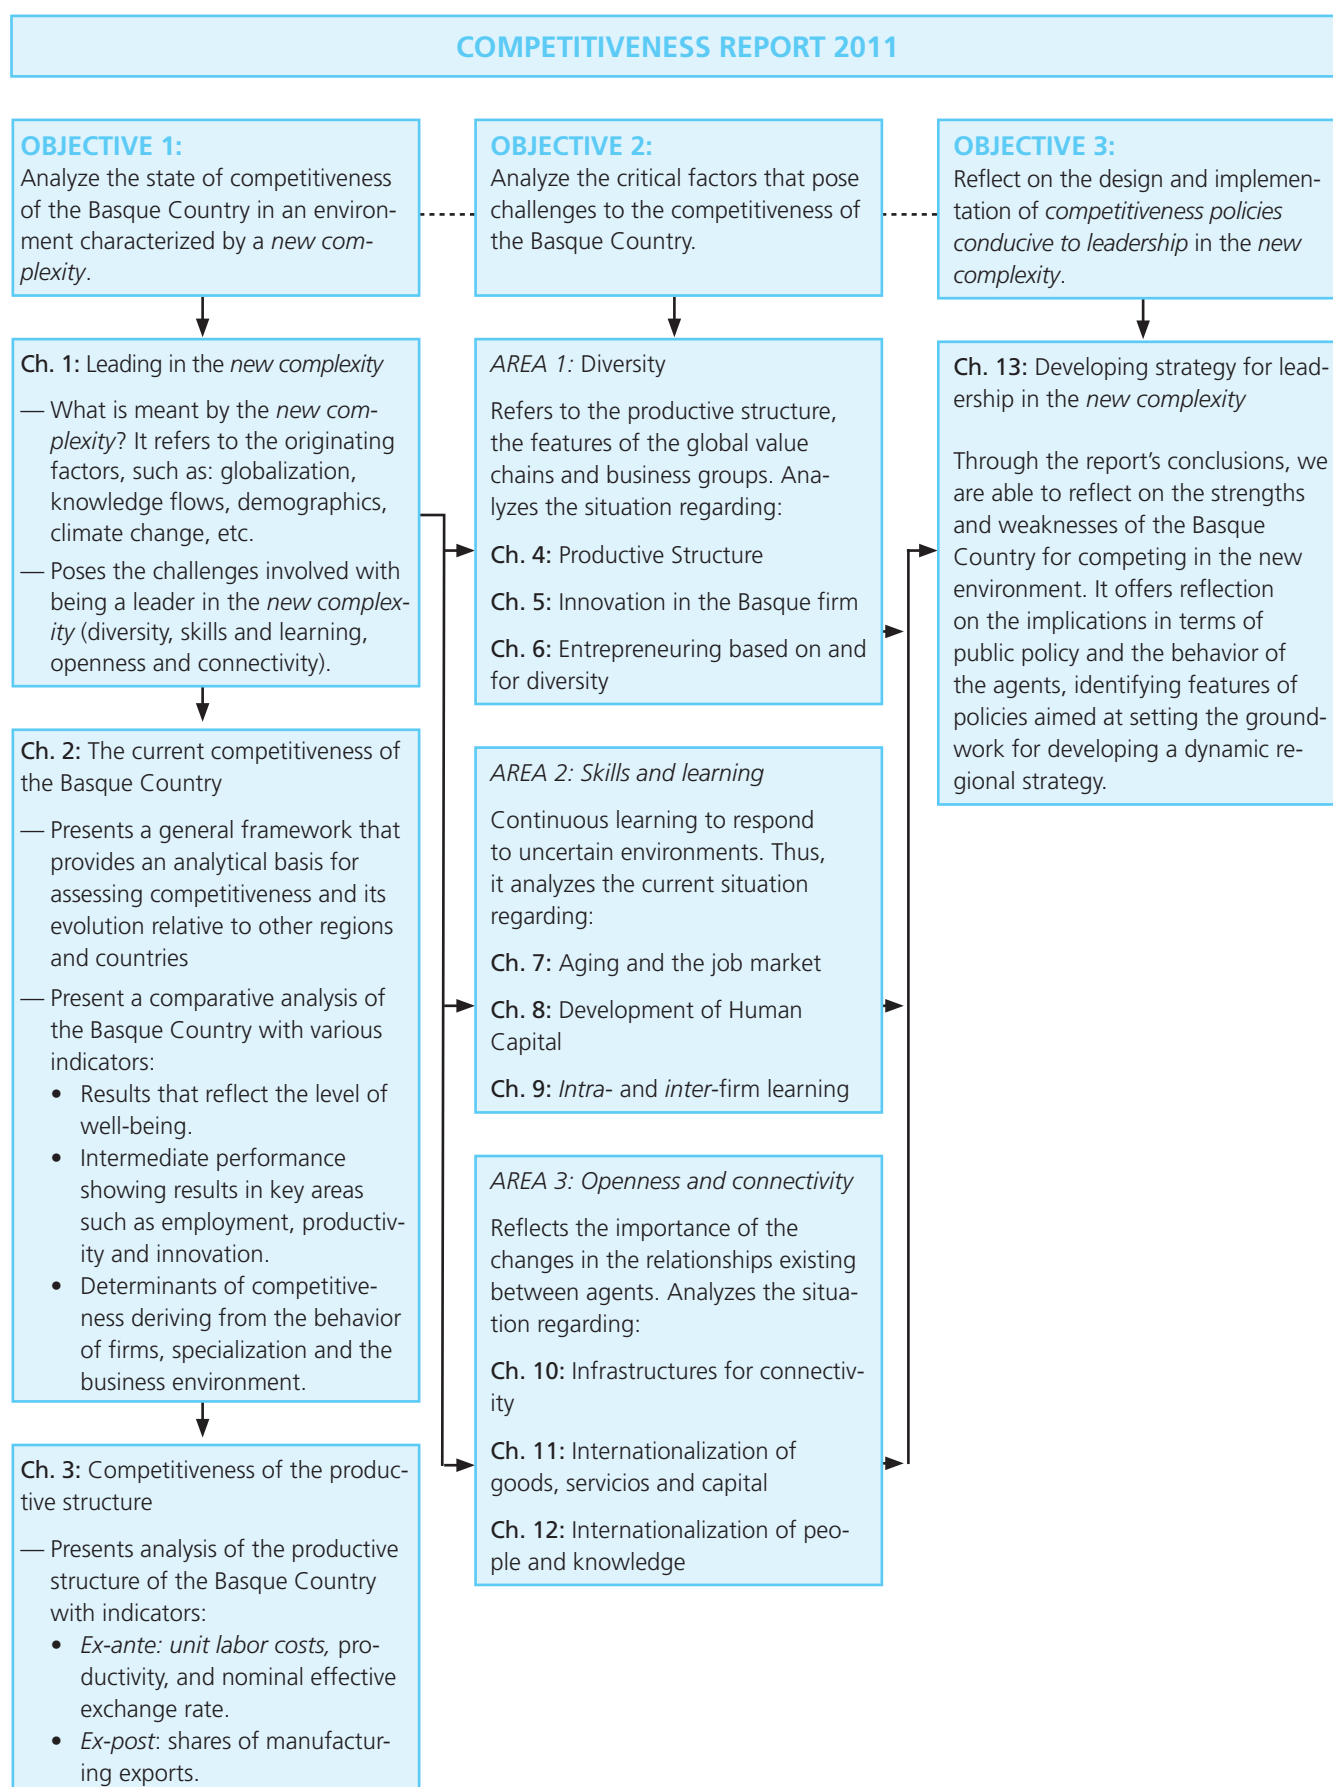 COMPETITIVENESS REPORT 2011
OBJECTIVE 1:
Analyze the state of competitiveness
of the Basque Country in an environ-
ment characterized by a new com-
plexity.
Ch. 1: Leading in the new complexity
— What is meant by the new com-
plexity? It refers to the originating
factors, such as: globalization,
knowledge flows, demographics,
climate change, etc.
— Poses the challenges involved with
being a leader in the new complex-
ity (diversity, skills and learning,
openness and connectivity).
Ch. 2: The current competitiveness of
the Basque Country
— Presents a general framework that
provides an analytical basis for
assessing competitiveness and its
evolution relative to other regions
and countries
— Present a comparative analysis of
the Basque Country with various
indicators:
• Results that reflect the level of
well-being.
• Intermediate performance
showing results in key areas
such as employment, productiv-
ity and innovation.
• Determinants of competitive-
ness deriving from the behavior
of firms, specialization and the
business environment.
Ch. 3: Competitiveness of the produc-
tive structure
— Presents analysis of the productive
structure of the Basque Country
with indicators:
• Ex-ante: unit labor costs, pro-
ductivity, and nominal effective
exchange rate.
• Ex-post: shares of manufactur-
ing exports.
OBJECTIVE 2:
Analyze the critical factors that pose
challenges to the competitiveness of
the Basque Country.
AREA 1: Diversity
Refers to the productive structure,
the features of the global value
chains and business groups. Ana-
lyzes the situation regarding:
Ch. 4: Productive Structure
Ch. 5: Innovation in the Basque firm
Ch. 6: Entrepreneuring based on and
for diversity
AREA 2: Skills and learning
Continuous learning to respond
to uncertain environments. Thus,
it analyzes the current situation
regarding:
Ch. 7: Aging and the job market
Ch. 8: Development of Human
Capital
Ch. 9: Intra- and inter-firm learning
AREA 3: Openness and connectivity
Reflects the importance of the
changes in the relationships existing
between agents. Analyzes the situa-
tion regarding:
Ch. 10: Infrastructures for connectiv-
ity
Ch. 11: Internationalization of
goods, servicios and capital
Ch. 12: Internationalization of peo-
ple and knowledge
OBJECTIVE 3:
Reflect on the design and implemen-
tation of competitiveness policies
conducive to leadership in the new
complexity.
Ch. 13: Developing strategy for lead-
ership in the new complexity
Through the report’s conclusions, we
are able to reflect on the strengths
and weaknesses of the Basque
Country for competing in the new
environment. It offers reflection
on the implications in terms of
public policy and the behavior of
the agents, identifying features of
policies aimed at setting the ground-
work for developing a dynamic re-
gional strategy.